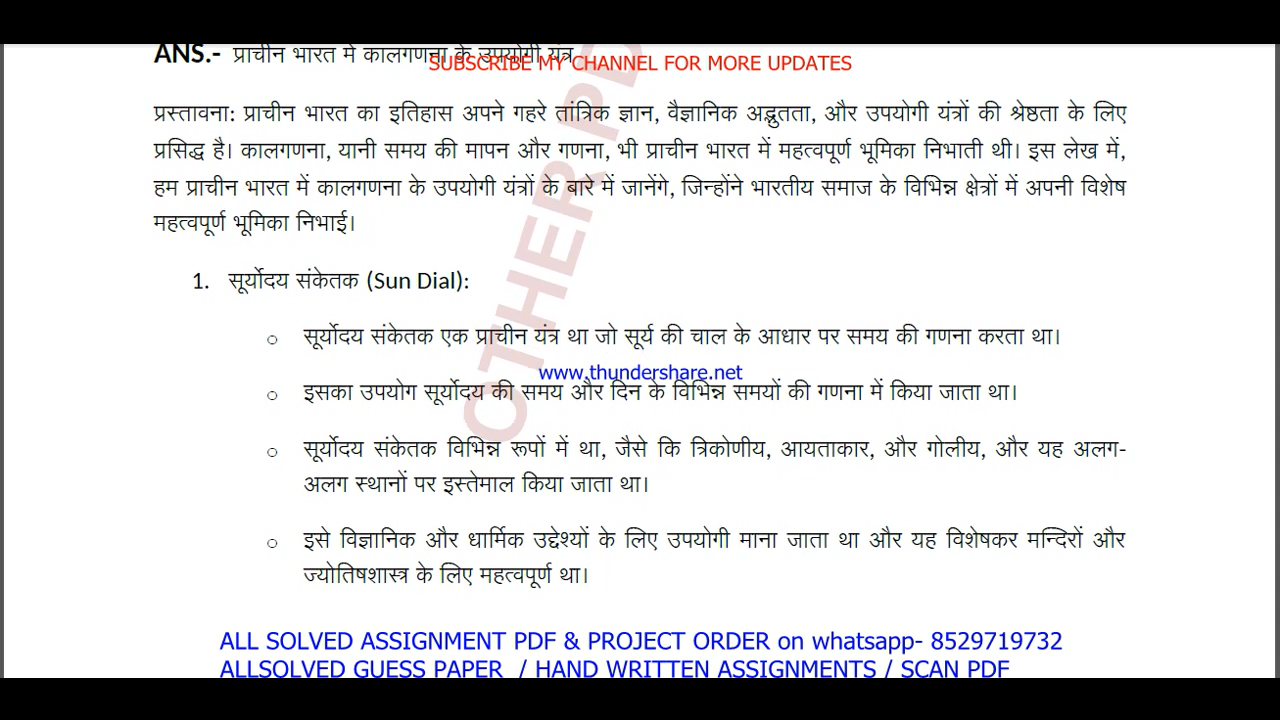 ANS.- प्राचीन भारत में कालगणना के उपयोगी यंत्र
SUBSCRIBE MY CHANNEL FOR MORE UPDATES
प्रस्तावना: प्राचीन भारत का इतिहास अपने गहरे तांत्रिक ज्ञान, वैज्ञानिक अद्भुतता, और उपयोगी यंत्रों की श्रेष्ठता के लिए
प्रसिद्ध है। कालगणना, यानी समय की मापन और गणना, भी प्राचीन भारत में महत्वपूर्ण भूमिका निभाती थी। इस लेख में,
हम प्राचीन भारत में कालगणना के उपयोगी यंत्रों के बारे में जानेंगे, जिन्होंने भारतीय समाज के विभिन्न क्षेत्रों में अपनी विशेष
महत्वपूर्ण भूमिका निभाई।
1. सूर्योदय संकेतक (Sun Dial):
○ सूर्योदय संकेतक एक प्राचीन यंत्र था जो सूर्य की चाल के आधार पर समय की गणना करता था।
www.thundershare.net
○ इसका उपयोग सूर्योदय की समय और दिन के विभिन्न समयों की गणना में किया जाता था।
○ सूर्योदय संकेतक विभिन्न रूपों में था, जैसे कि त्रिकोणीय, आयताकार, और गोलीय, और यह अलग-
अलग स्थानों पर इस्तेमाल किया जाता था।
○ इसे विज्ञानिक और धार्मिक उद्देश्यों के लिए उपयोगी माना जाता था और यह विशेषकर मन्दिरों और
ज्योतिषशास्त्र के लिए महत्वपूर्ण था।
OTHER PD
ALL SOLVED ASSIGNMENT PDF & PROJECT ORDER on whatsapp- 8529719732
ALLSOLVED GUESS PAPER / HAND WRITTEN ASSIGNMENTS / SCAN PDF